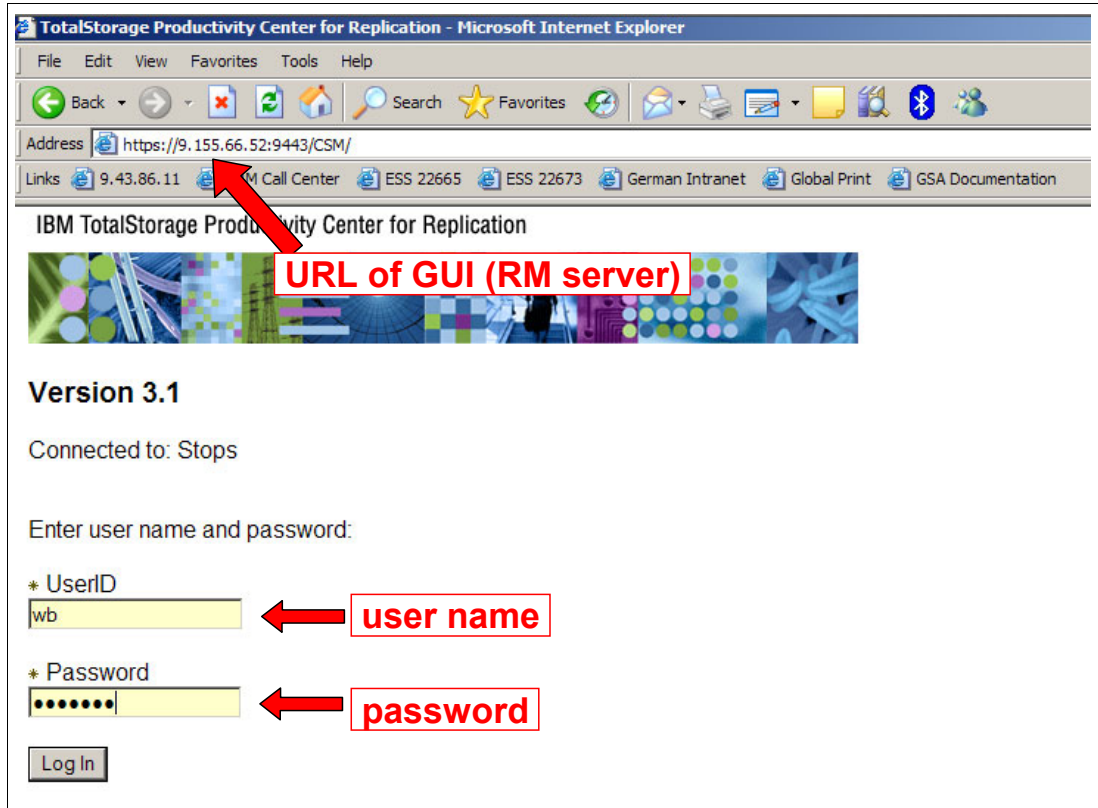 TotalStorage Productivity Center for Replication - Microsoft Internet Explorer
File Edit View Favorites Tools Help
Back Search Favorites
Address https://9.155.66.52:9443/CSM/
Links 9.43.86.11 M Call Center ESS 22665 ESS 22673 German Intranet Global Print GSA Documentation
IBM TotalStorage Productivity Center for Replication
URL of GUI (RM server)
Version 3.1
Connected to: Stops
Enter user name and password:
* UserID
wb
user name
* Password
•••••••
password
Log In